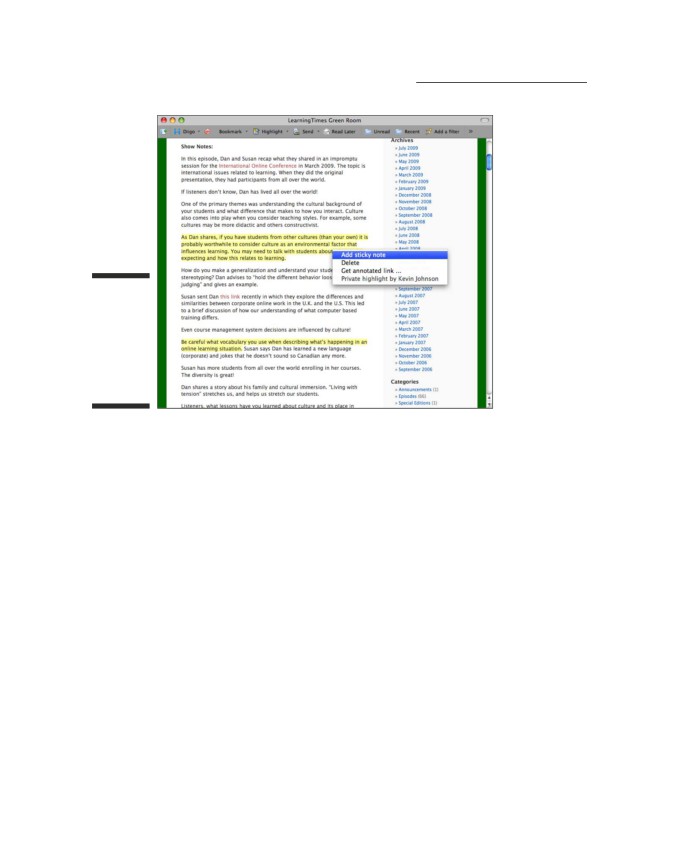 LearningTimes Green Room
Diigo Bookmark Highlight Send Read Later Unread Recent Add a filter »
Show Notes:
In this episode, Dan and Susan recap what they shared in an impromptu
session for the International Online Conference in March 2009. The topic is
international issues related to learning. When they did the original
presentation, they had participants from all over the world.
If listeners don't know, Dan has lived all over the world!
One of the primary themes was understanding the cultural background of
your students and what difference that makes to how you interact. Culture
also comes into play when you consider teaching styles. For example, some
cultures may be more didactic and others constructivist.
As Dan shares, if you have students from other cultures (than your own) it is
probably worthwhile to consider culture as an environmental factor that
influences learning. You may need to talk with students about
expecting and how this relates to learning.
How do you make a generalization and understand your stude
stereotyping? Dan advises to "hold the different behavior loos
judging" and gives an example.
Susan sent Dan this link recently in which they explore the differences and
similarities between corporate online work in the U.K. and the U.S. This led
to a brief discussion of how our understanding of what computer based
training differs.
Even course management system decisions are influenced by culture!
Be careful what vocabulary you use when describing what's happening in an
online learning situation. Susan says Dan has learned a new language
(corporate) and jokes that he doesn't sound so Canadian any more.
Susan has more students from all over the world enrolling in her courses.
The diversity is great!
Dan shares a story about his family and cultural immersion. "Living with
tension" stretches us, and helps us stretch our students.
Listeners, what lessons have you learned about culture and its place in
Add sticky note
Delete
Get annotated link ...
Private highlight by Kevin Johnson
Archives
» July 2009
» June 2009
» May 2009
» April 2009
» March 2009
» February 2009
» January 2009
» December 2008
» November 2008
» October 2008
» September 2008
» August 2008
» July 2008
» June 2008
» May 2008
» April 2008
» September 2007
» August 2007
» July 2007
» June 2007
» May 2007
» April 2007
» March 2007
» February 2007
» January 2007
» December 2006
» November 2006
» October 2006
» September 2006
Categories
» Announcements (1)
» Episodes (66)
» Special Editions (1)